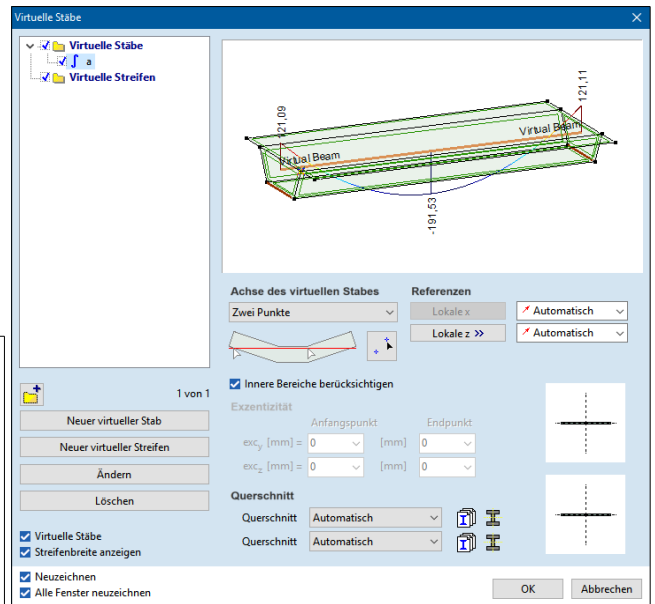 Virtuelle Stäbe
Virtuelle Stäbe
a
Virtuelle Streifen
121,09
121,11
Virtual Beam
Virtual Beam
-191,53
Achse des virtuellen Stabes Referenzen
Zwei Punkte Lokale x Automatisch
Lokale z >> Automatisch
1 von 1
Innere Bereiche berücksichtigen
Neuer virtueller Stab
Exzentizität
Anfangspunkt Endpunkt
Neuer virtueller Streifen
excy [mm] = 0 [mm] 0
Ändern
excz [mm] = 0 [mm] 0
Löschen
Querschnitt
Querschnitt Automatisch
Querschnitt Automatisch
Virtuelle Stäbe
Streifenbreite anzeigen
Neuzeichnen
Alle Fenster neuzeichnen
OK Abbrechen